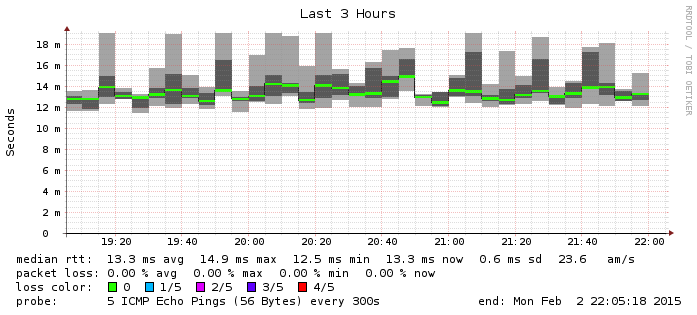 Last 3 Hours
RRDTOOL / TOBI OETIKER
Seconds
18 m
16 m
14 m
12 m
10 m
8 m
6 m
4 m
2 m
0
19:20 19:40 20:00 20:20 20:40 21:00 21:20 21:40 22:00
median rtt: 13.3 ms avg 14.9 ms max 12.5 ms min 13.3 ms now 0.6 ms sd 23.6 am/s
packet loss: 0.00 % avg 0.00 % max 0.00 % min 0.00 % now
loss color: 0 1/5 2/5 3/5 4/5
probe: 5 ICMP Echo Pings (56 Bytes) every 300s end: Mon Feb 2 22:05:18 2015